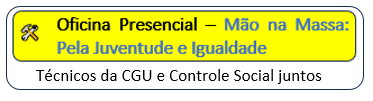 Oficina Presencial – Mão na Massa:
Pela Juventude e Igualdade
Técnicos da CGU e Controle Social juntos